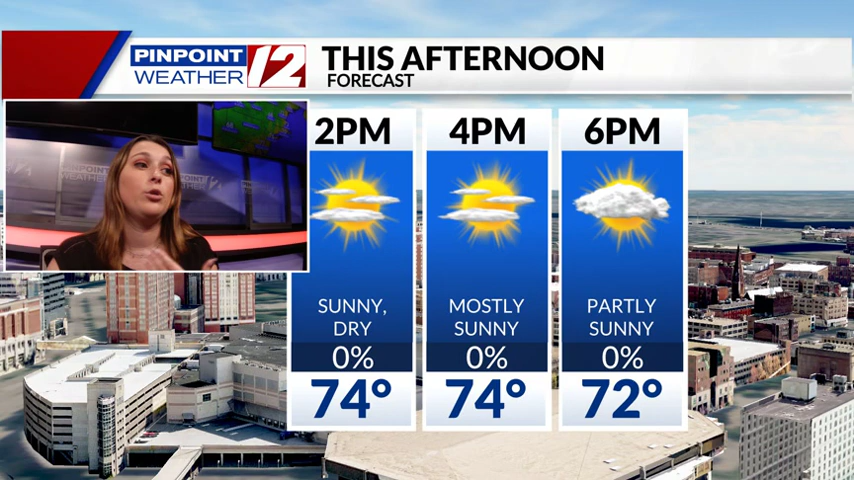 PINPOINT
WEATHER 12
THIS AFTERNOON
FORECAST
2PM
4PM
6PM
SUNNY,
DRY
MOSTLY
SUNNY
PARTLY
SUNNY
0%
0%
0%
74°
74°
72°